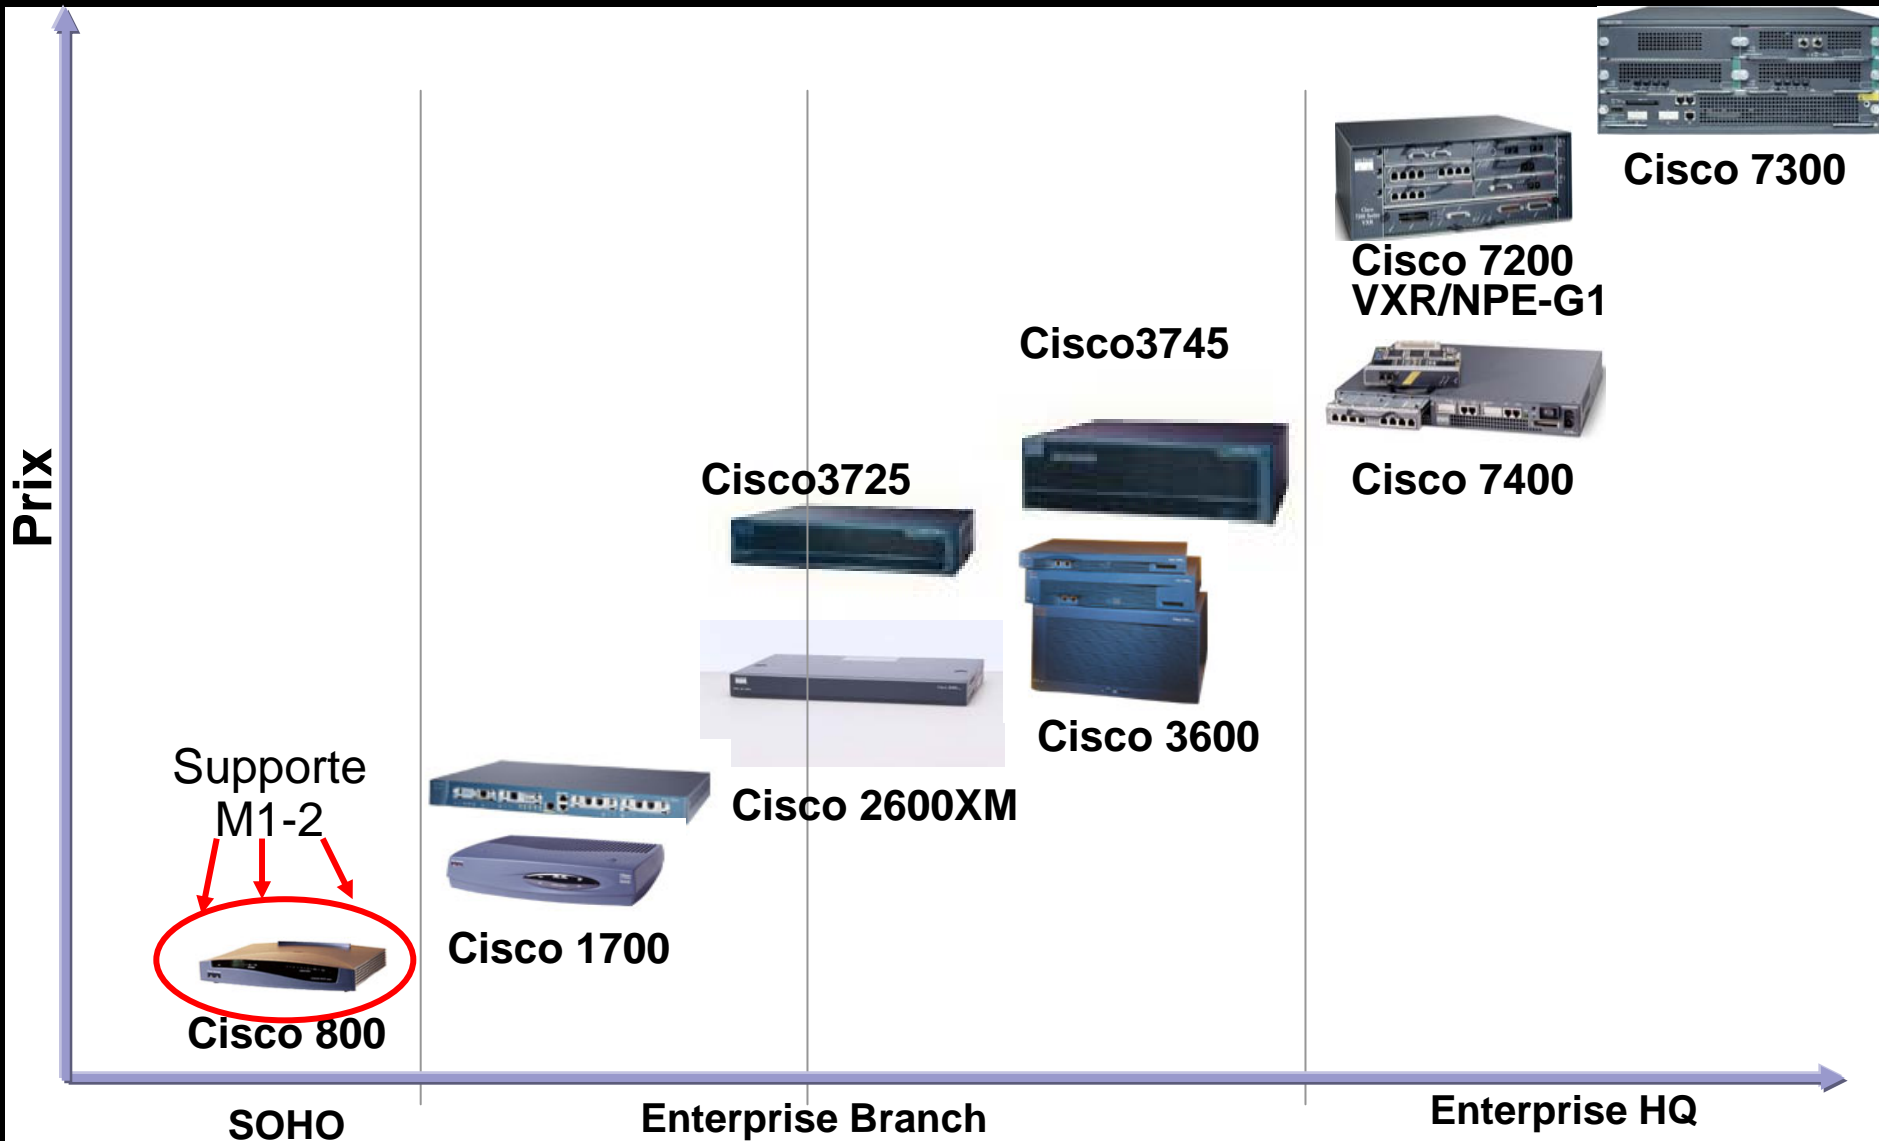 Cisco 7300
Cisco 7200
VXR/NPE-G1
Cisco3745
Cisco 7400
Cisco3725
Prix
Cisco 3600
Supporte
M1-2
Cisco 2600XM
Cisco 1700
Cisco 800
SOHO
Enterprise Branch
Enterprise HQ